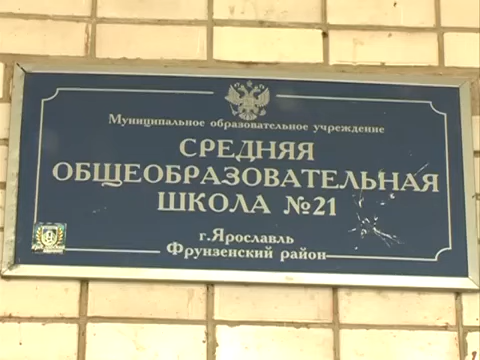 Муниципальное образовательное учреждение
СРЕДНЯЯ
ОБЩЕОБРАЗОВАТЕЛЬНАЯ
ШКОЛА №21
г.Ярославль
Фрунзенский район